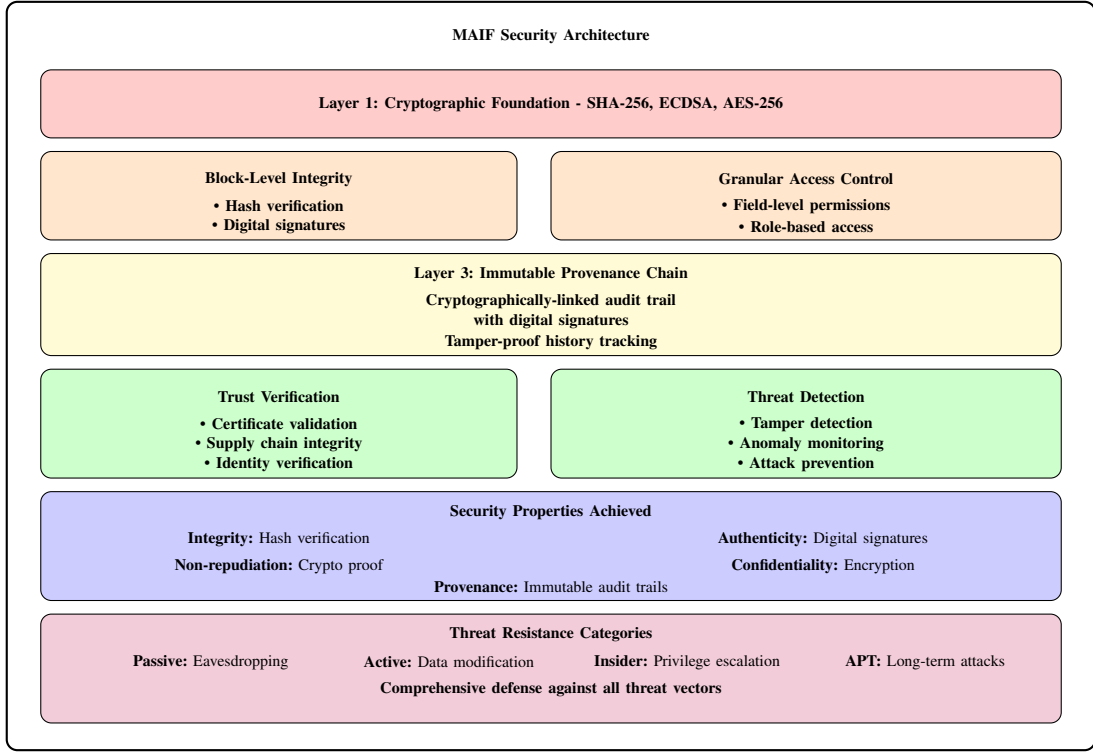 MAIF Security Architecture
Layer 1: Cryptographic Foundation - SHA-256, ECDSA, AES-256
Block-Level Integrity
• Hash verification
• Digital signatures
Granular Access Control
• Field-level permissions
• Role-based access
Layer 3: Immutable Provenance Chain
Cryptographically-linked audit trail
with digital signatures
Tamper-proof history tracking
Trust Verification
• Certificate validation
• Supply chain integrity
• Identity verification
Threat Detection
• Tamper detection
• Anomaly monitoring
• Attack prevention
Security Properties Achieved
Integrity: Hash verification
Authenticity: Digital signatures
Non-repudiation: Crypto proof
Confidentiality: Encryption
Provenance: Immutable audit trails
Threat Resistance Categories
Passive: Eavesdropping
Active: Data modification
Insider: Privilege escalation
APT: Long-term attacks
Comprehensive defense against all threat vectors